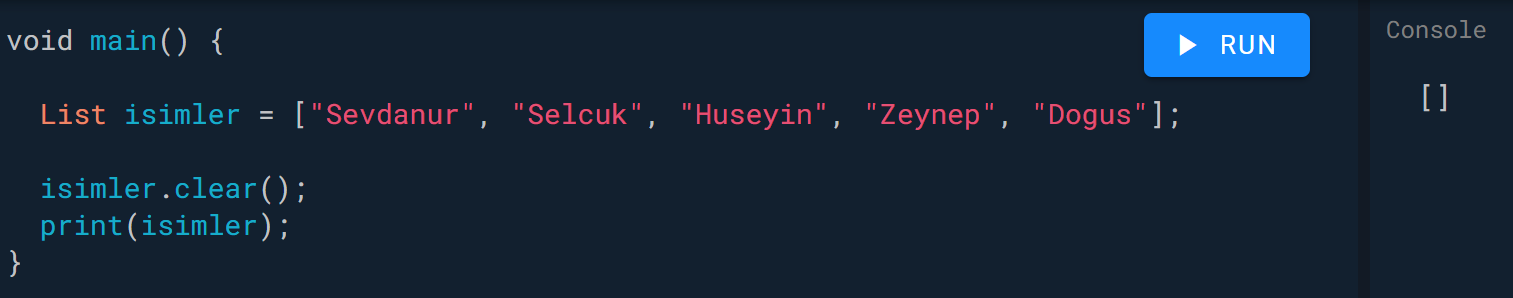 void main() {
RUN
Console
List isimler = ["Sevdanur", "Selcuk", "Huseyin", "Zeynep", "Dogus"];
[]
isimler.clear();
print(isimler);
}